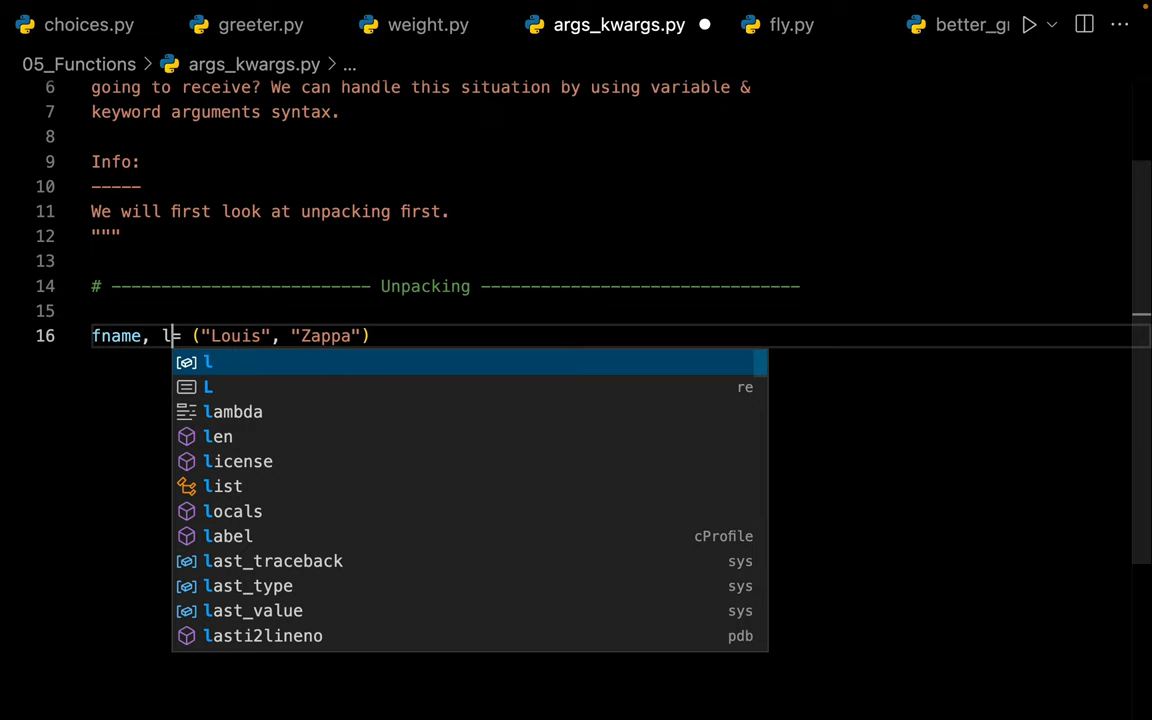 choices.py greeter.py weight.py args_kwargs.py fly.py better_g
05_Functions > args_kwargs.py > ...
6 going to receive? We can handle this situation by using variable &
7 keyword arguments syntax.
8
9 Info:
10 -----
11 We will first look at unpacking first.
12 """
13
14 # -------------------------- Unpacking --------------------------------
15
16 fname, l= ("Louis", "Zappa")
l
L re
lambda
len
license
list
locals
label cProfile
last_traceback sys
last_type sys
last_value sys
lasti2lineno pdb